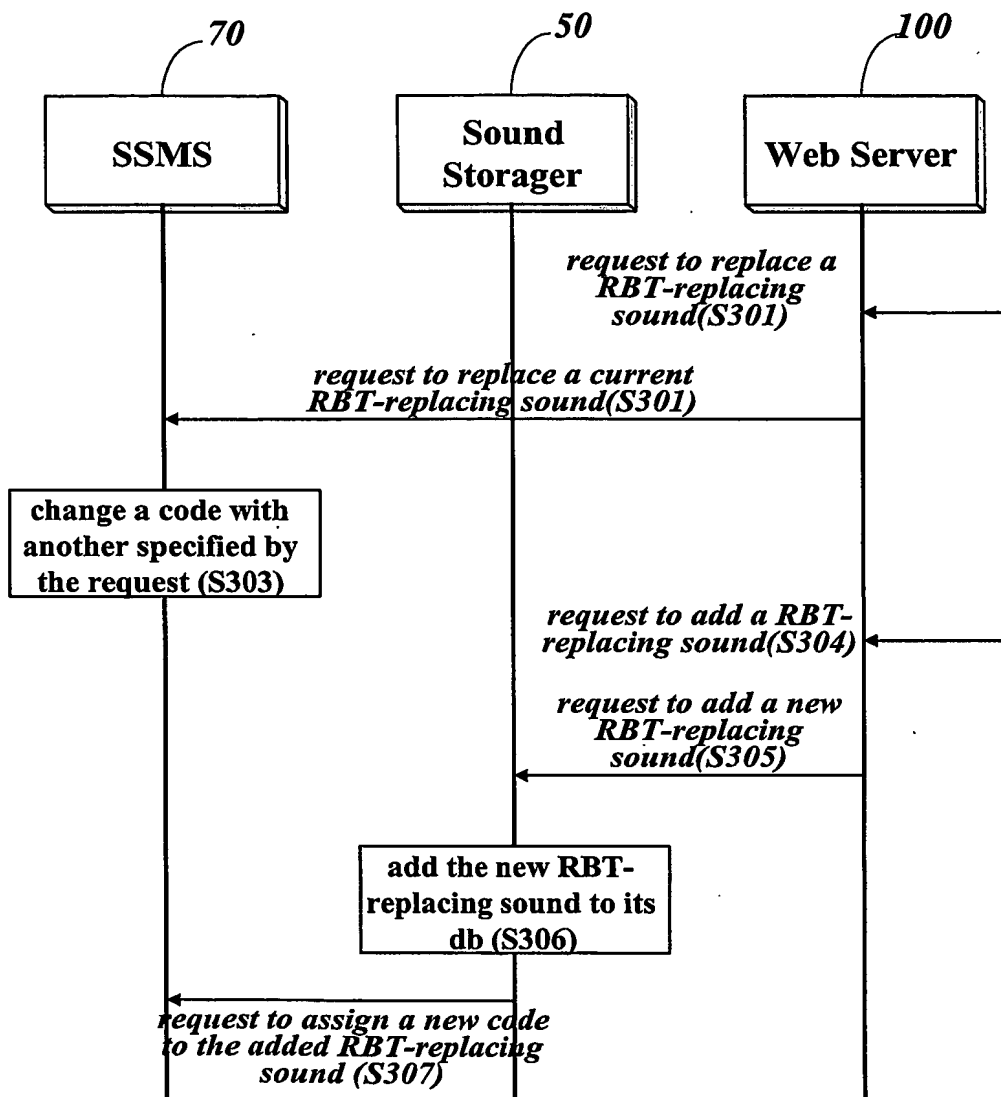 70
50
100
SSMS
Sound
Storager
Web Server
request to replace a
RBT-replacing
sound(S301)
request to replace a current
RBT-replacing sound(S301)
change a code with
another specified by
the request (S303)
request to add a RBT-
replacing sound(S304)
request to add a new
RBT-replacing
sound(S305)
add the new RBT-
replacing sound to its
db (S306)
request to assign a new code
to the added RBT-replacing
sound (S307)